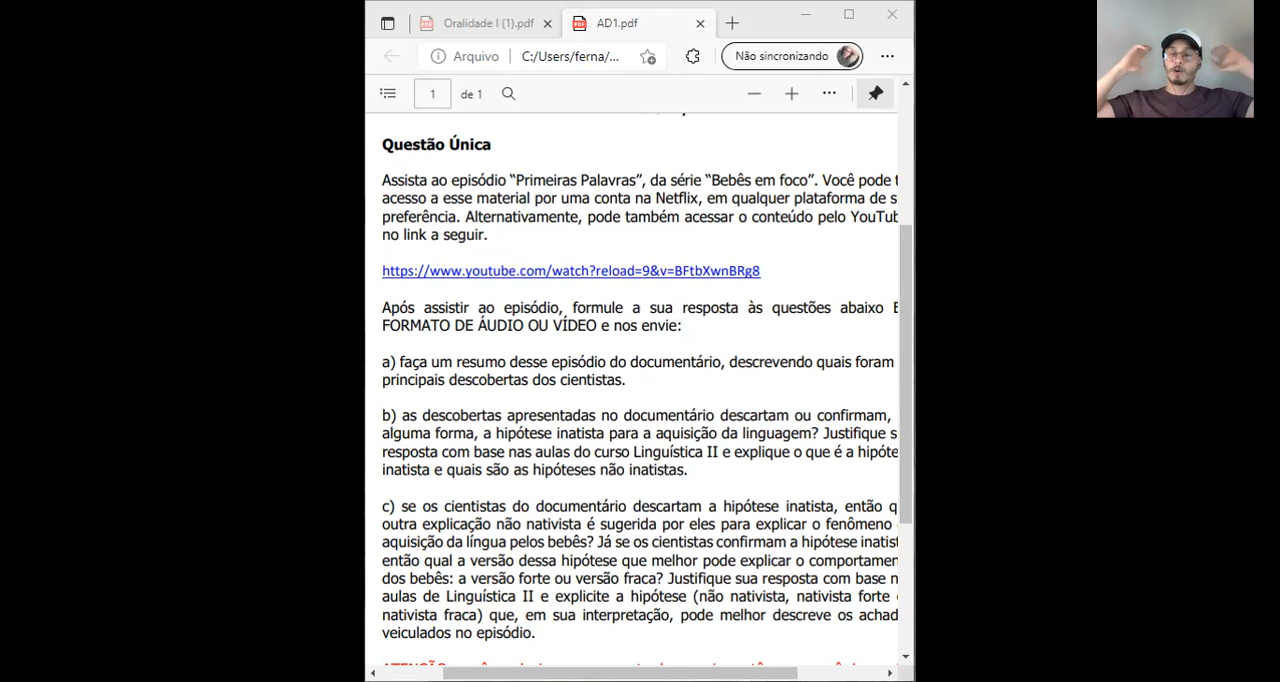 Oralidade I (1).pdf
AD1.pdf
Arquivo
C:/Users/ferna/...
Não sincronizando
1 de 1
Questão Única
Assista ao episódio “Primeiras Palavras”, da série “Bebês em foco”. Você pode t
acesso a esse material por uma conta na Netflix, em qualquer plataforma de s
preferência. Alternativamente, pode também acessar o conteúdo pelo YouTub
no link a seguir.
https://www.youtube.com/watch?reload=9&v=BFtbXwnBRg8
Após assistir ao episódio, formule a sua resposta às questões abaixo E
FORMATO DE ÁUDIO OU VÍDEO e nos envie:
a) faça um resumo desse episódio do documentário, descrevendo quais foram
principais descobertas dos cientistas.
b) as descobertas apresentadas no documentário descartam ou confirmam,
alguma forma, a hipótese inatista para a aquisição da linguagem? Justifique s
resposta com base nas aulas do curso Linguística II e explique o que é a hipóte
inatista e quais são as hipóteses não inatistas.
c) se os cientistas do documentário descartam a hipótese inatista, então q
outra explicação não nativista é sugerida por eles para explicar o fenômeno
aquisição da língua pelos bebês? Já se os cientistas confirmam a hipótese inatist
então qual a versão dessa hipótese que melhor pode explicar o comportamen
dos bebês: a versão forte ou versão fraca? Justifique sua resposta com base n
aulas de Linguística II e explicite a hipótese (não nativista, nativista forte
nativista fraca) que, em sua interpretação, pode melhor descreve os achad
veiculados no episódio.